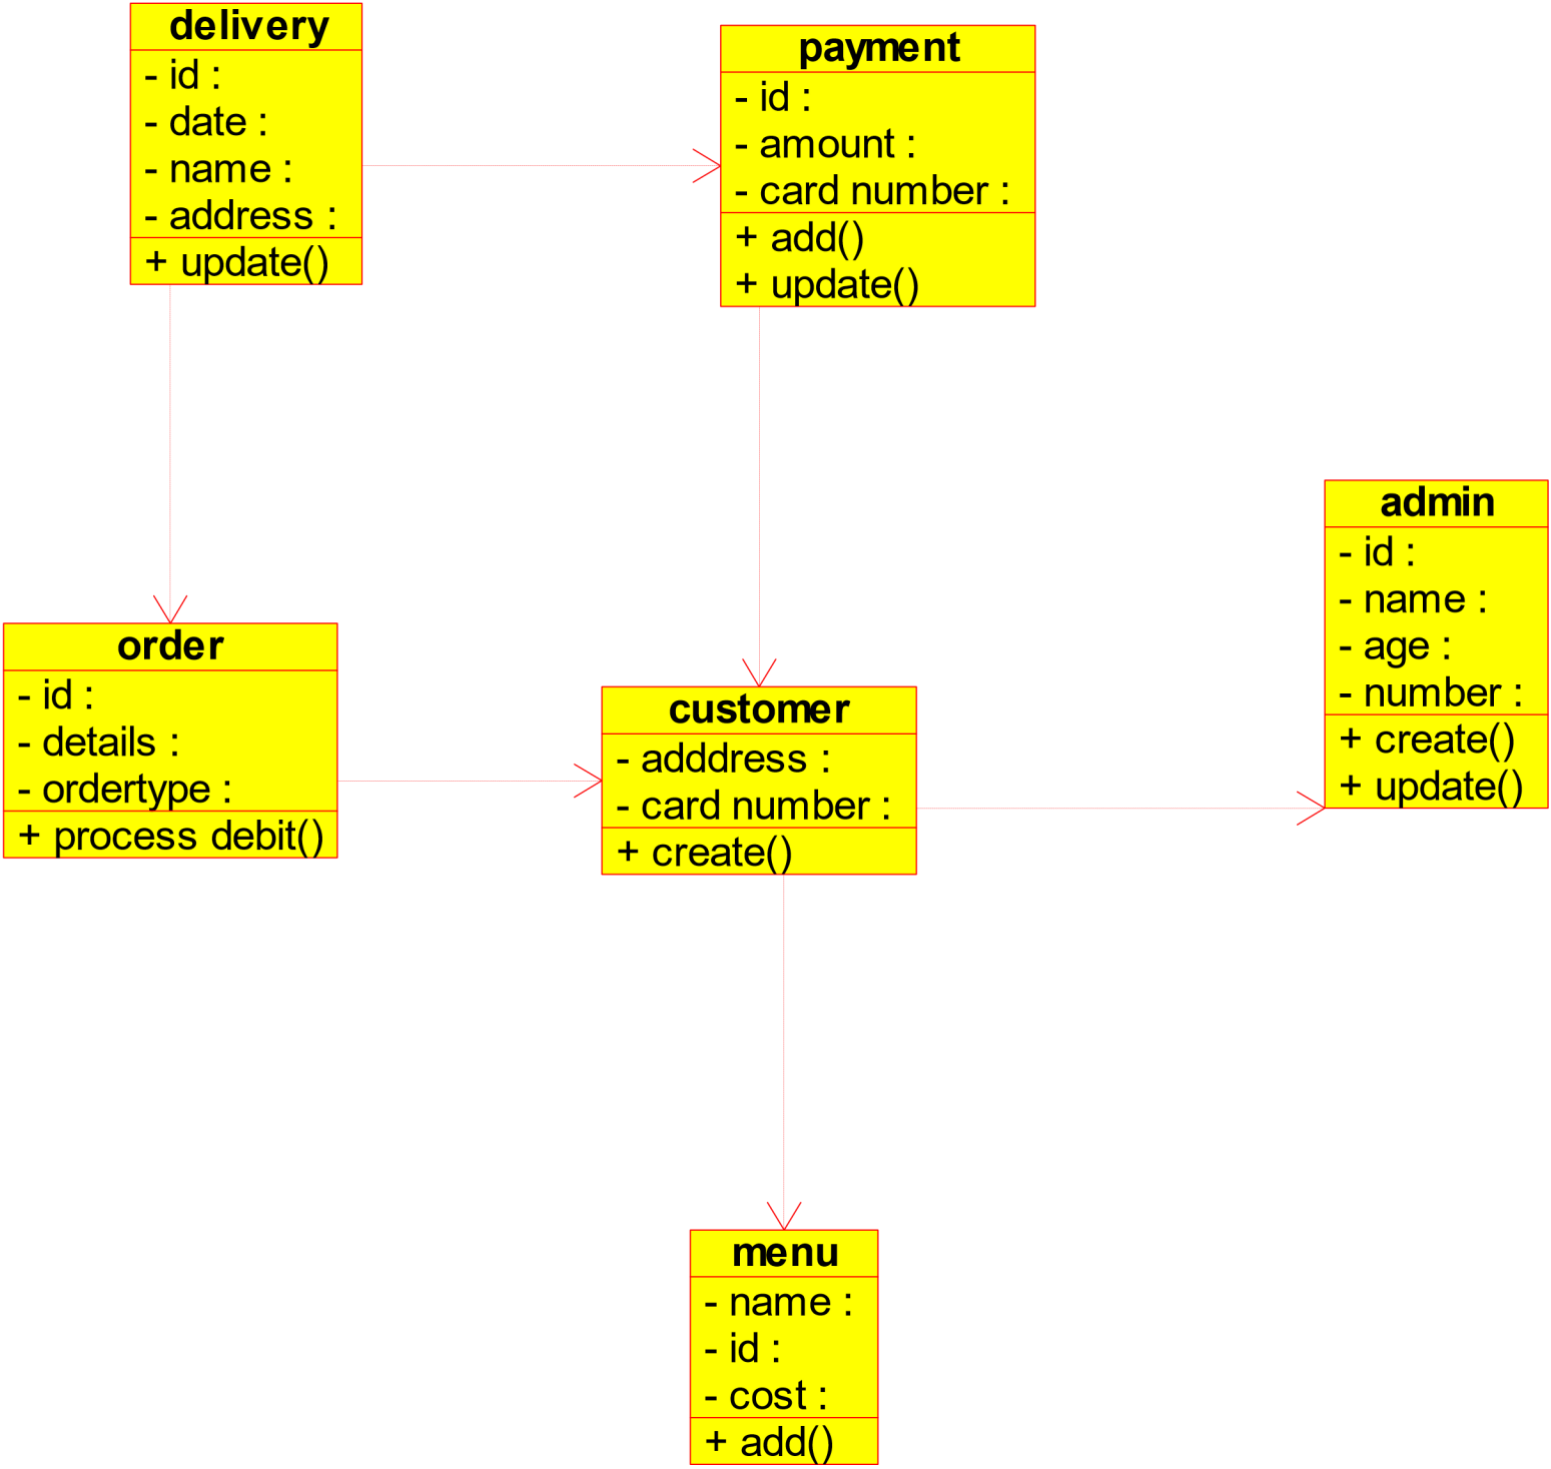 delivery
- id :
- date :
- name :
- address :
+ update()
payment
- id :
- amount :
- card number :
+ add()
+ update()
admin
- id :
- name :
- age :
- number :
+ create()
+ update()
order
- id :
- details :
- ordertype :
+ process debit()
customer
- adddress :
- card number :
+ create()
menu
- name :
- id :
- cost :
+ add()